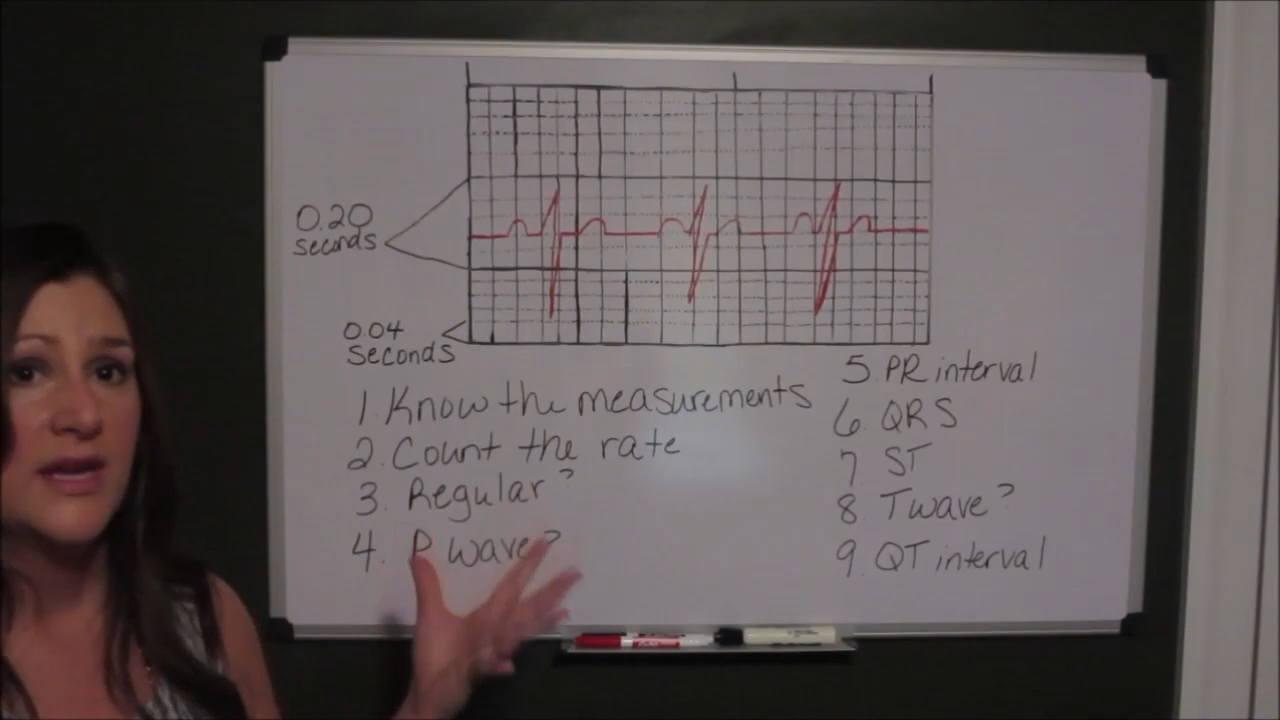 0.20
seconds
0.04
seconds
1. Know the measurements
2. Count the rate
3. Regular?
4. P wave?
5. PR interval
6. QRS
7 ST
8 T wave?
9. QT interval